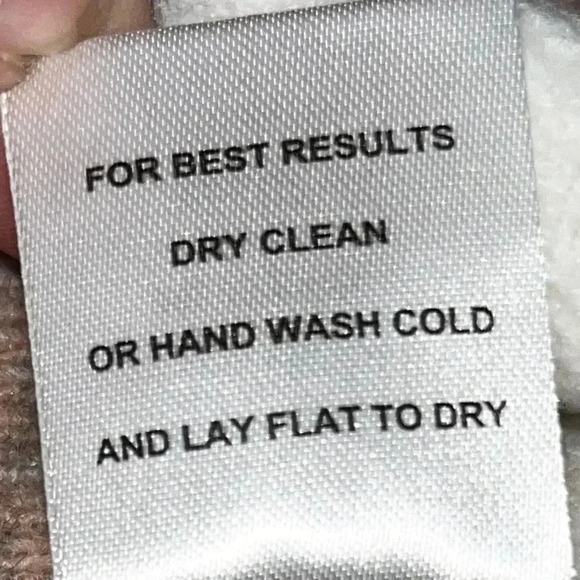 FOR BEST RESULTS
DRY CLEAN
OR HAND WASH COLD
AND LAY FLAT TO DRY